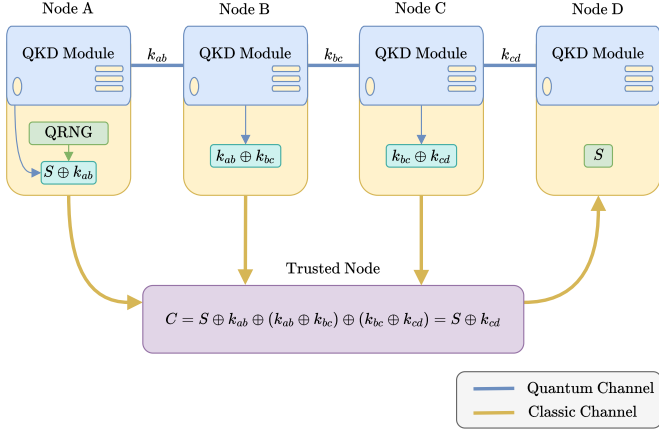 Node A
Node B
Node C
Node D
QKD Module
k_ab
QKD Module
k_bc
QKD Module
k_cd
QKD Module
QRNG
S ⊕ k_ab
k_ab ⊕ k_bc
k_bc ⊕ k_cd
S
Trusted Node
C = S ⊕ k_ab ⊕ (k_ab ⊕ k_bc) ⊕ (k_bc ⊕ k_cd) = S ⊕ k_cd
Quantum Channel
Classic Channel